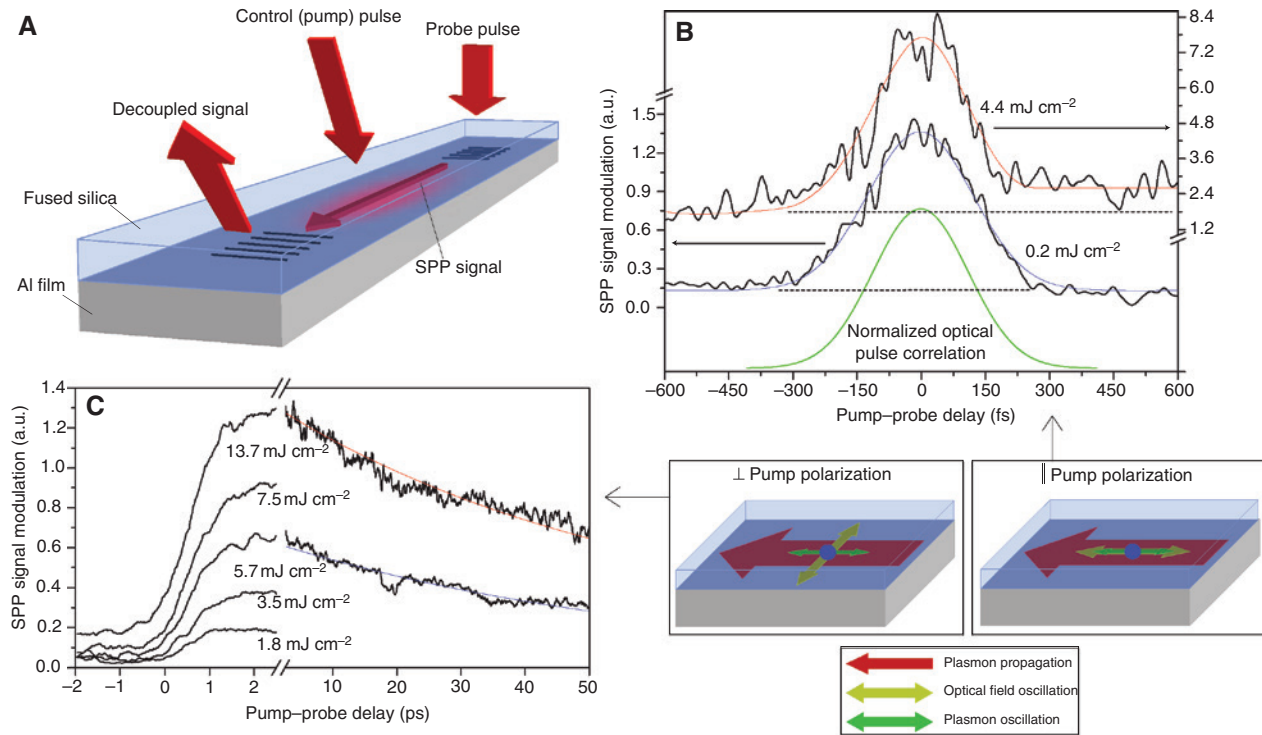 A
Control (pump) pulse
Probe pulse
Decoupled signal
Fused silica
SPP signal
Al film
B
SPP signal modulation (a.u.)
1.5
1.2
0.9
0.6
0.3
0.0
8.4
7.2
6.0
4.8
3.6
2.4
1.2
4.4 mJ cm⁻²
0.2 mJ cm⁻²
Normalized optical
pulse correlation
–600 –450 –300 –150 0 150 300 450 600
Pump–probe delay (fs)
C
SPP signal modulation (a.u.)
1.4
1.2
1.0
0.8
0.6
0.4
0.2
0.0
13.7 mJ cm⁻²
7.5 mJ cm⁻²
5.7 mJ cm⁻²
3.5 mJ cm⁻²
1.8 mJ cm⁻²
–2 –1 0 1 2 10 20 30 40 50
Pump–probe delay (ps)
⊥ Pump polarization
∥ Pump polarization
Plasmon propagation
Optical field oscillation
Plasmon oscillation